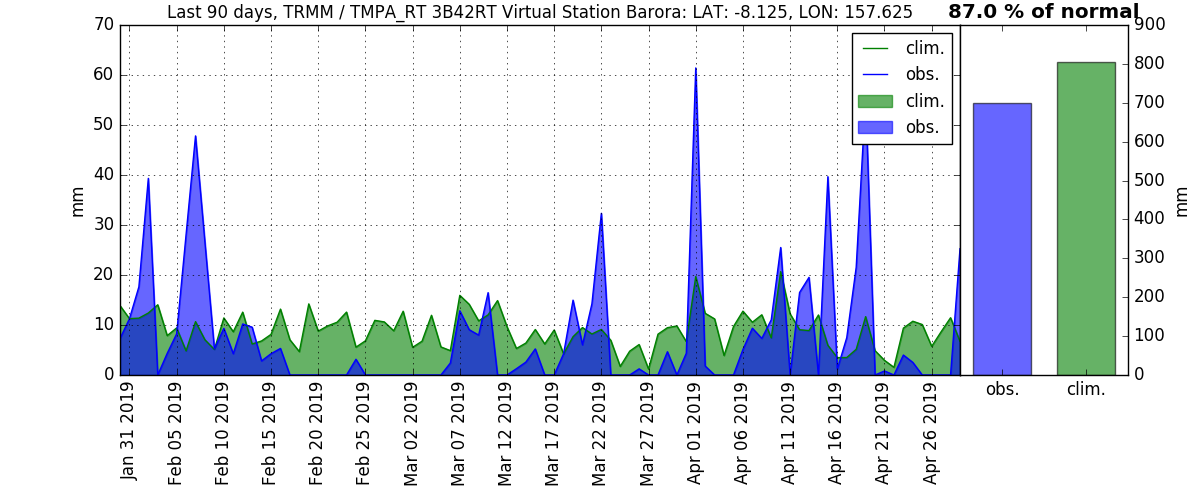 Last 90 days, TRMM / TMPA_RT 3B42RT Virtual Station Barora: LAT: -8.125, LON: 157.625
87.0 % of normal
70
60
50
40
30
20
10
0
mm
clim.
obs.
clim.
obs.
900
800
700
600
500
400
300
200
100
0
mm
Jan 31 2019
Feb 05 2019
Feb 10 2019
Feb 15 2019
Feb 20 2019
Feb 25 2019
Mar 02 2019
Mar 07 2019
Mar 12 2019
Mar 17 2019
Mar 22 2019
Mar 27 2019
Apr 01 2019
Apr 06 2019
Apr 11 2019
Apr 16 2019
Apr 21 2019
Apr 26 2019
obs.
clim.